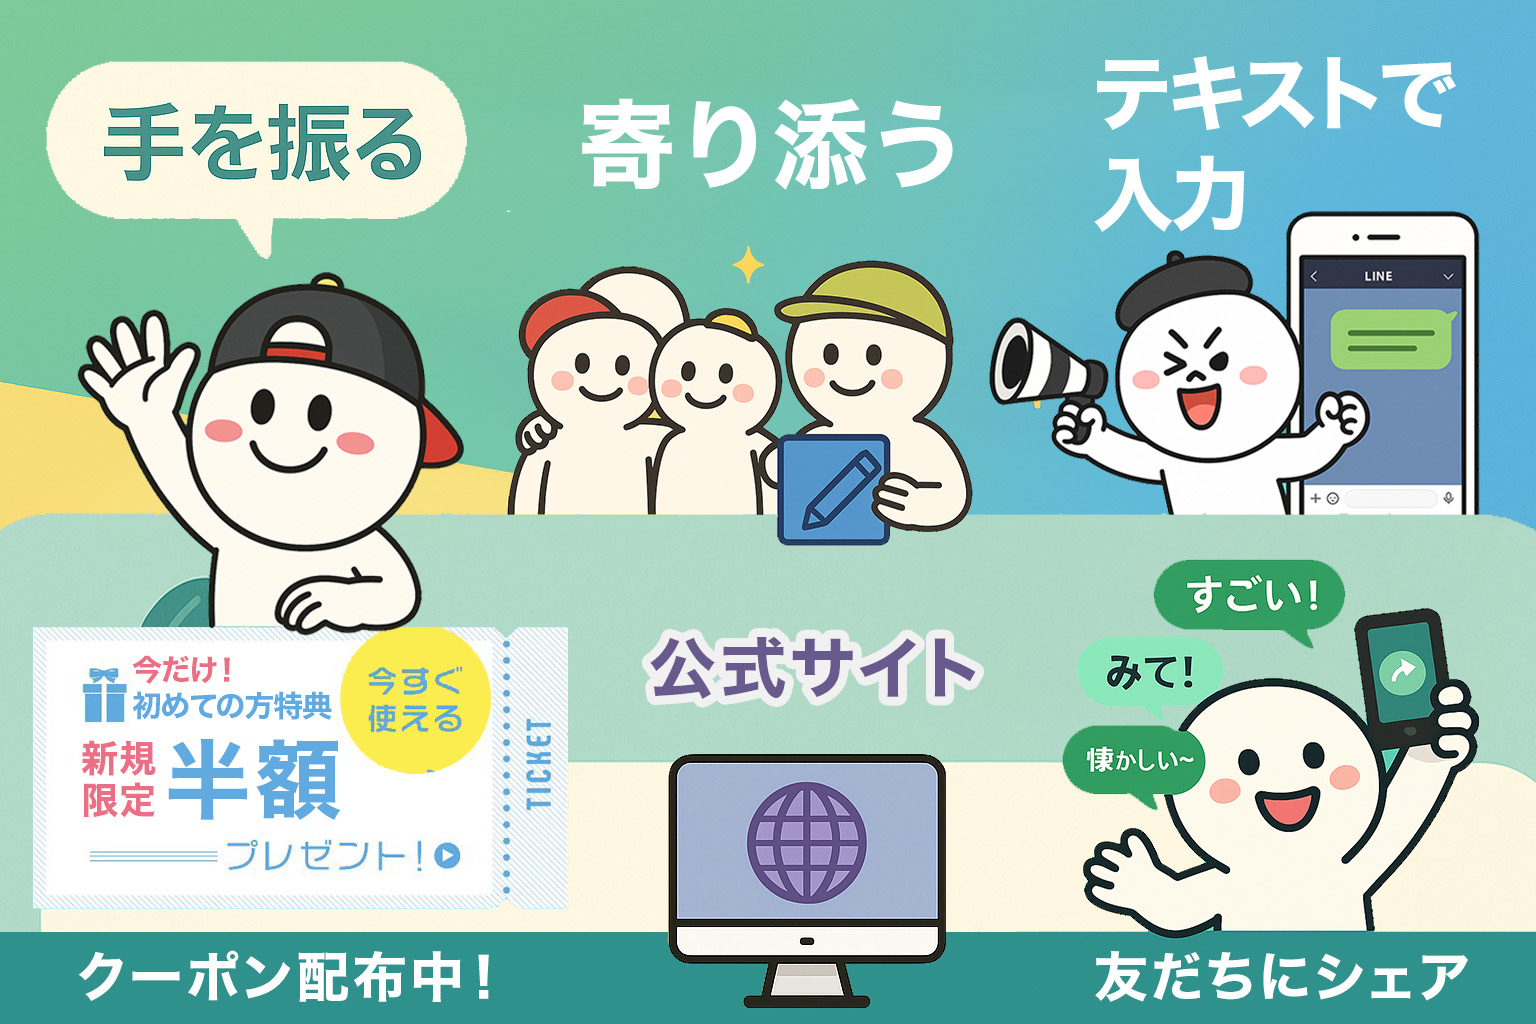 手を振る
寄り添う
テキストで
入力
LINE
すごい!
みて!
懐かしい~
今だけ!
初めての方特典
今すぐ
使える
新規
限定
半額
プレゼント!
TICKET
公式サイト
クーポン配布中!
友だちにシェア